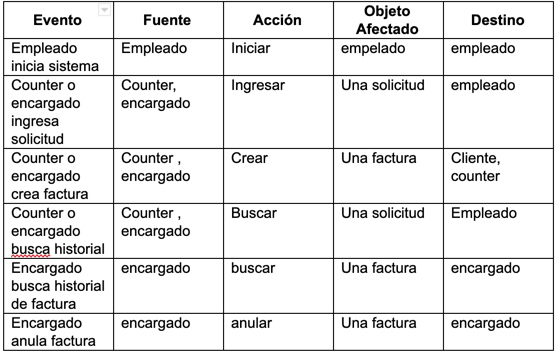 Evento Fuente Acción Objeto Afectado Destino
Empleado inicia sistema Empleado Iniciar empelado empleado
Counter o encargado ingresa solicitud Counter, encargado Ingresar Una solicitud empleado
Counter o encargado crea factura Counter , encargado Crear Una factura Cliente, counter
Counter o encargado busca historial Counter , encargado Buscar Una solicitud Empleado
Encargado busca historial de factura encargado buscar Una factura encargado
Encargado anula factura encargado anular Una factura encargado